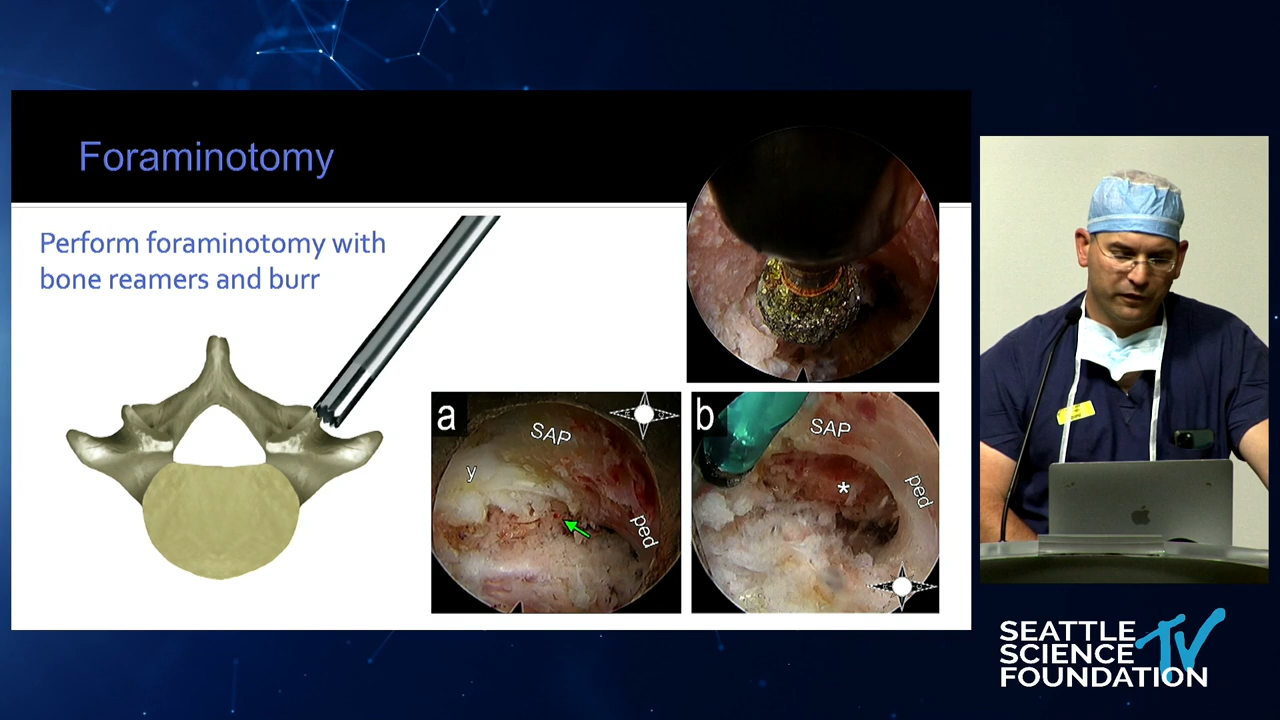 Foraminotomy
Perform foraminotomy with
bone reamers and burr
a
SAP
y
ped
b
SAP
*
ped
SEATTLE
SCIENCE
FOUNDATION
TV